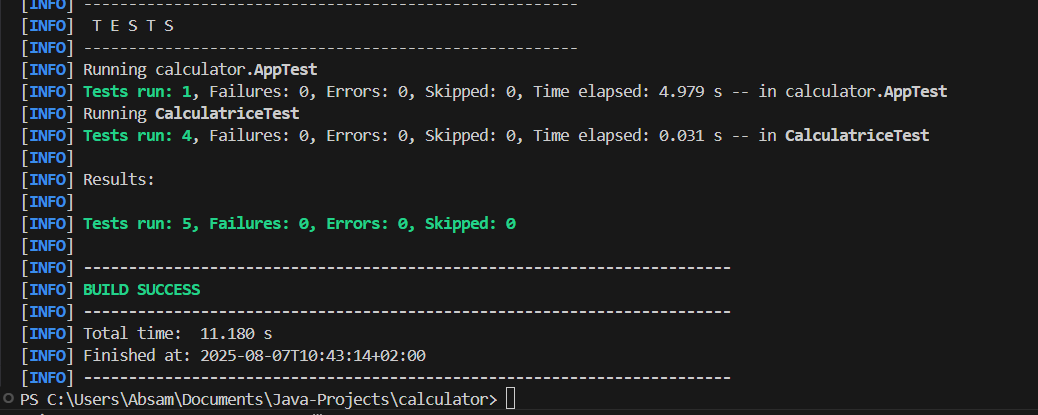 [INFO] -------------------------------------------------------
[INFO]  T E S T S
[INFO] -------------------------------------------------------
[INFO] Running calculator.AppTest
[INFO] Tests run: 1, Failures: 0, Errors: 0, Skipped: 0, Time elapsed: 4.979 s -- in calculator.AppTest
[INFO] Running CalculatriceTest
[INFO] Tests run: 4, Failures: 0, Errors: 0, Skipped: 0, Time elapsed: 0.031 s -- in CalculatriceTest
[INFO]
[INFO] Results:
[INFO]
[INFO] Tests run: 5, Failures: 0, Errors: 0, Skipped: 0
[INFO]
[INFO] ------------------------------------------------------------------------
[INFO] BUILD SUCCESS
[INFO] ------------------------------------------------------------------------
[INFO] Total time:  11.180 s
[INFO] Finished at: 2025-08-07T10:43:14+02:00
[INFO] ------------------------------------------------------------------------
PS C:\Users\Absam\Documents\Java-Projects\calculator>